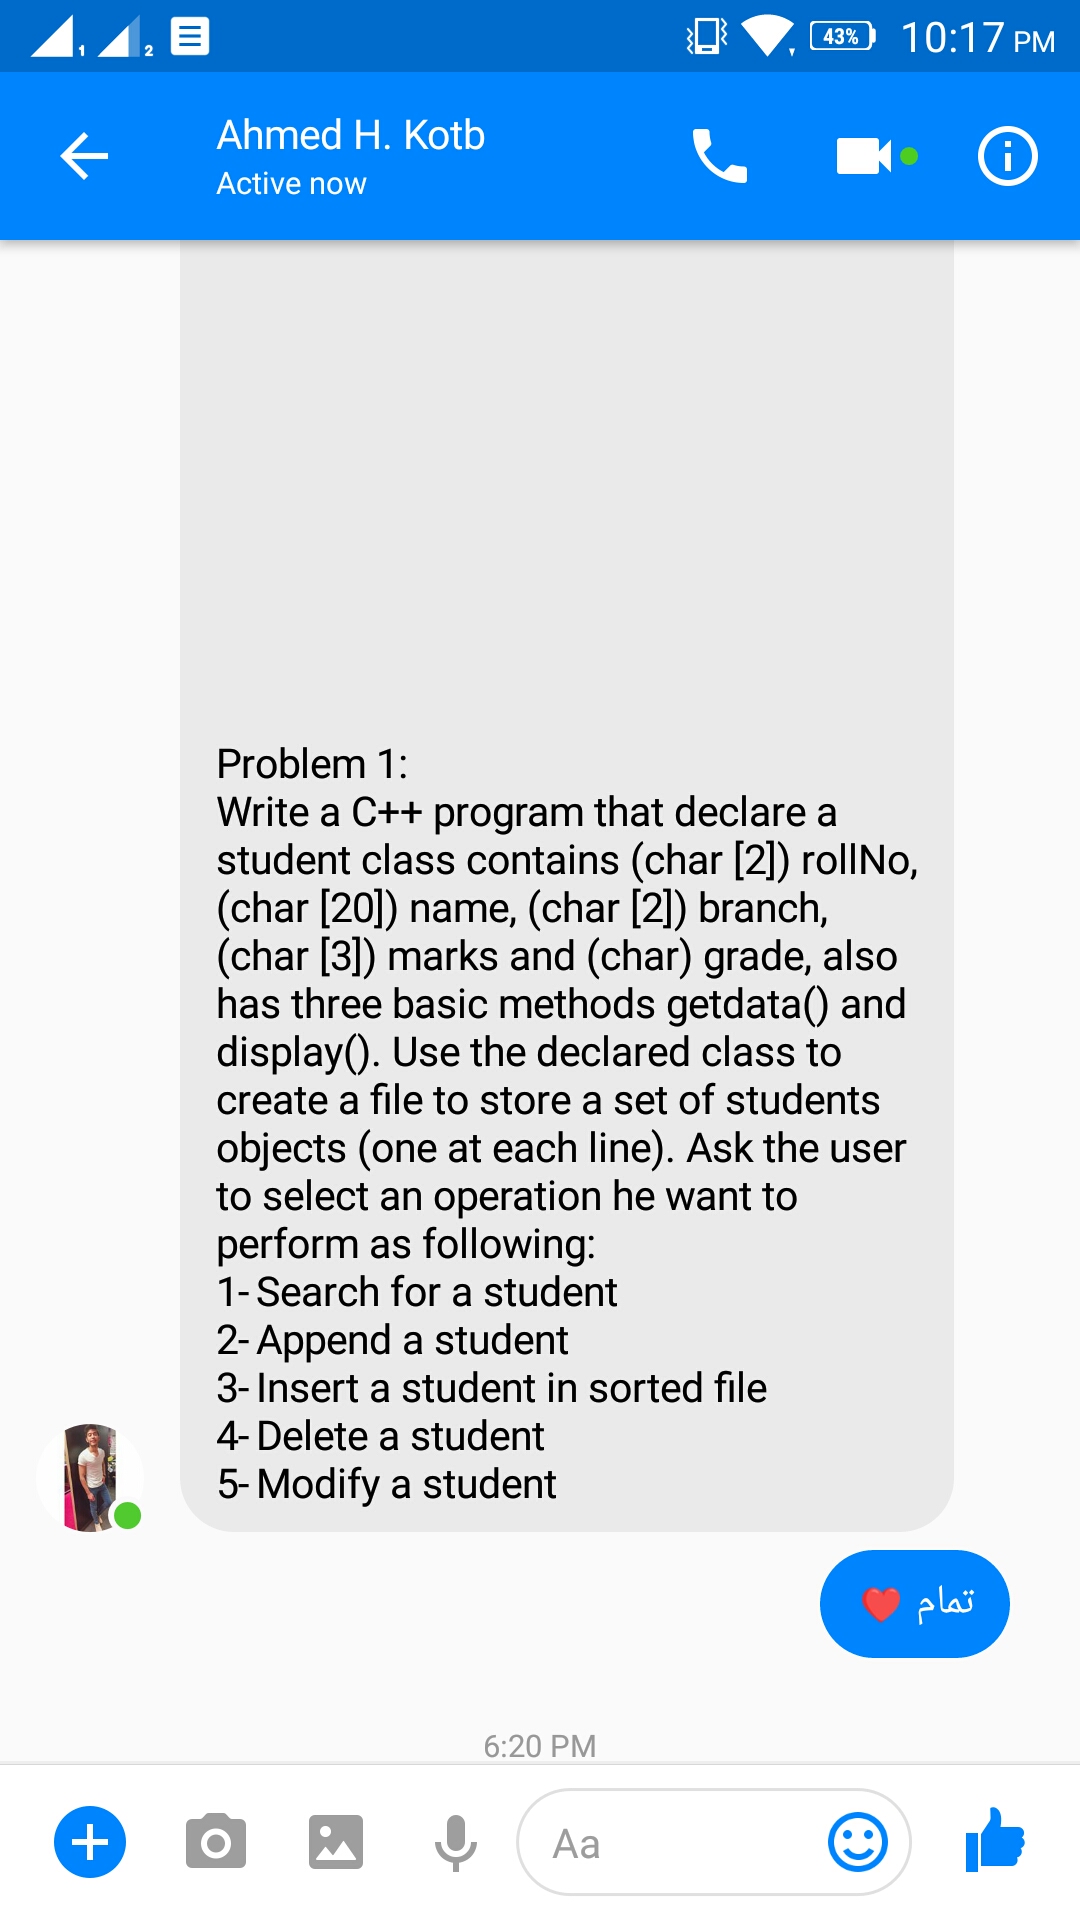 1 2 43% 10:17 PM
Ahmed H. Kotb
Active now
Problem 1:
Write a C++ program that declare a
student class contains (char [2]) rollNo,
(char [20]) name, (char [2]) branch,
(char [3]) marks and (char) grade, also
has three basic methods getdata() and
display(). Use the declared class to
create a file to store a set of students
objects (one at each line). Ask the user
to select an operation he want to
perform as following:
1- Search for a student
2- Append a student
3- Insert a student in sorted file
4- Delete a student
5- Modify a student
تمام ❤️
6:20 PM
Aa